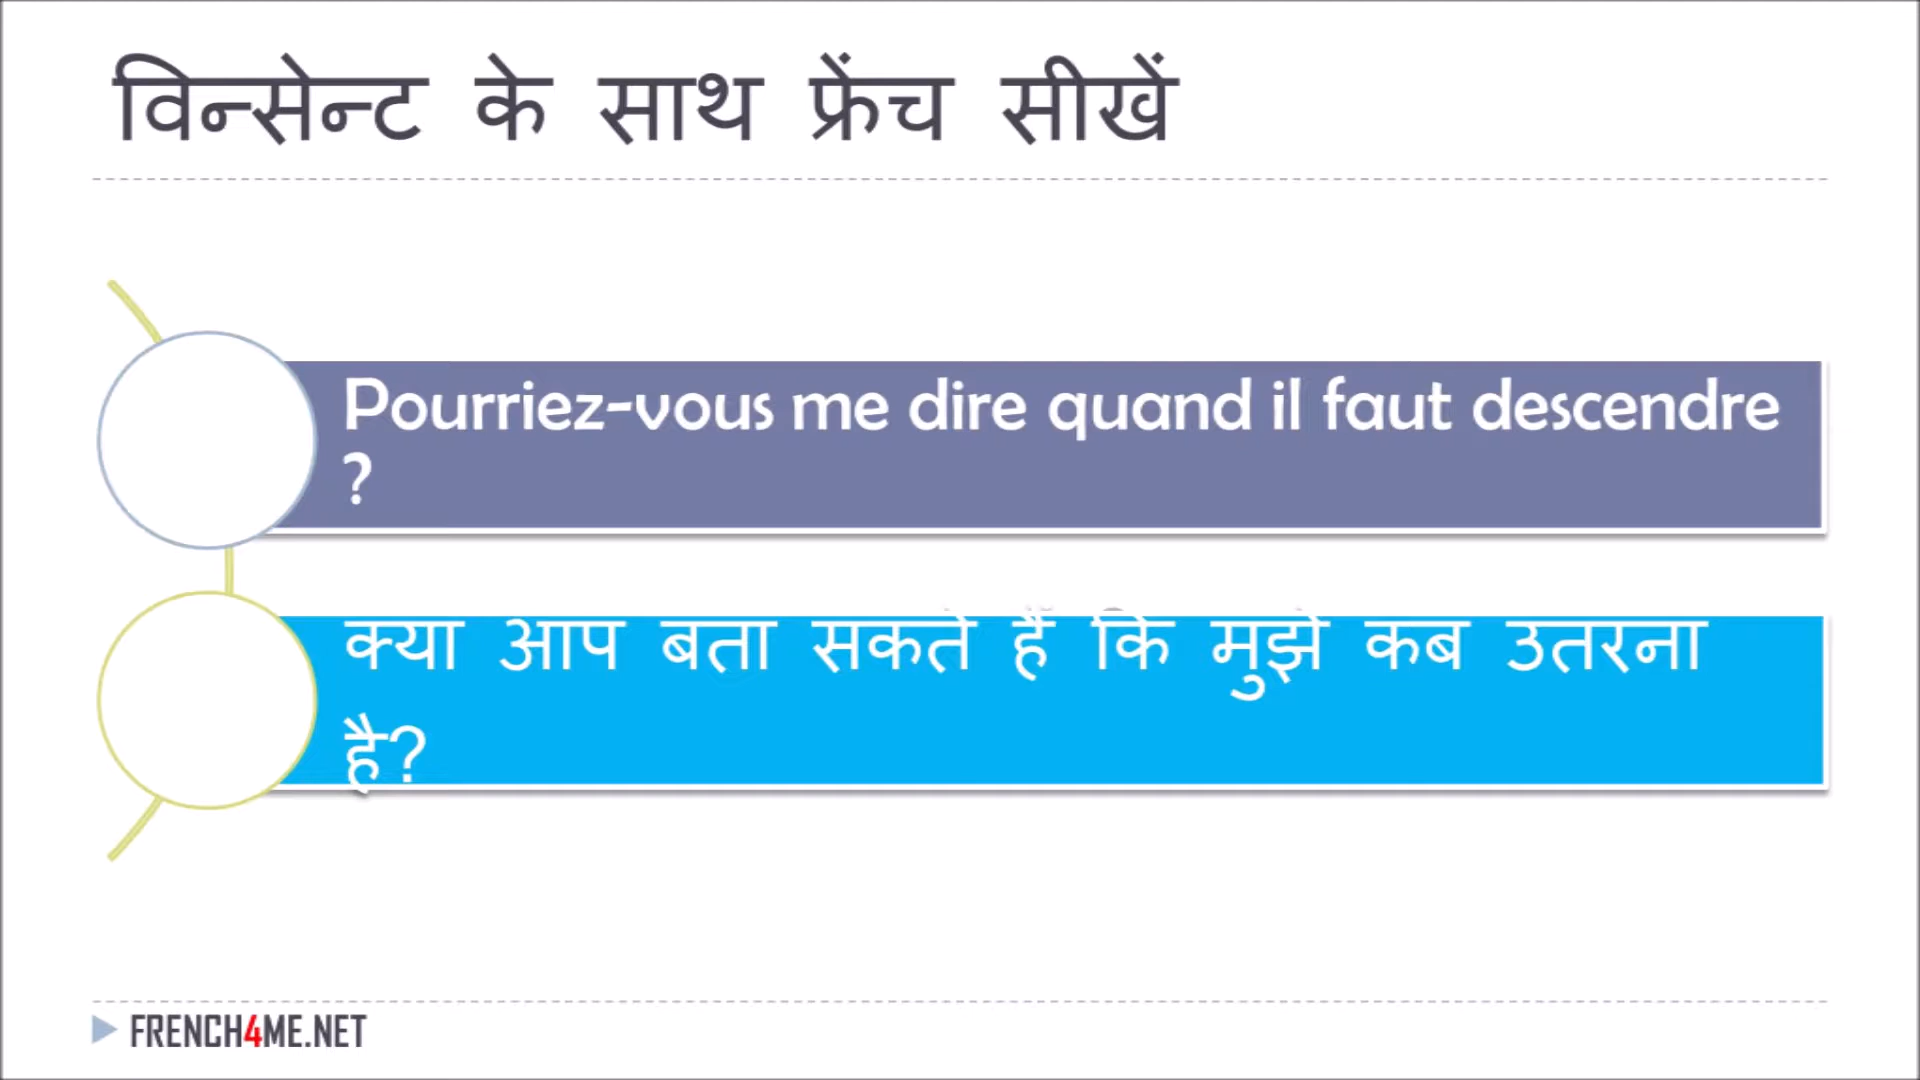 विन्सेन्ट के साथ फ्रेंच सीखें
Pourriez-vous me dire quand il faut descendre
?
क्या आप बता सकते हैं कि मुझे कब उतरना
है?
FRENCH4ME.NET